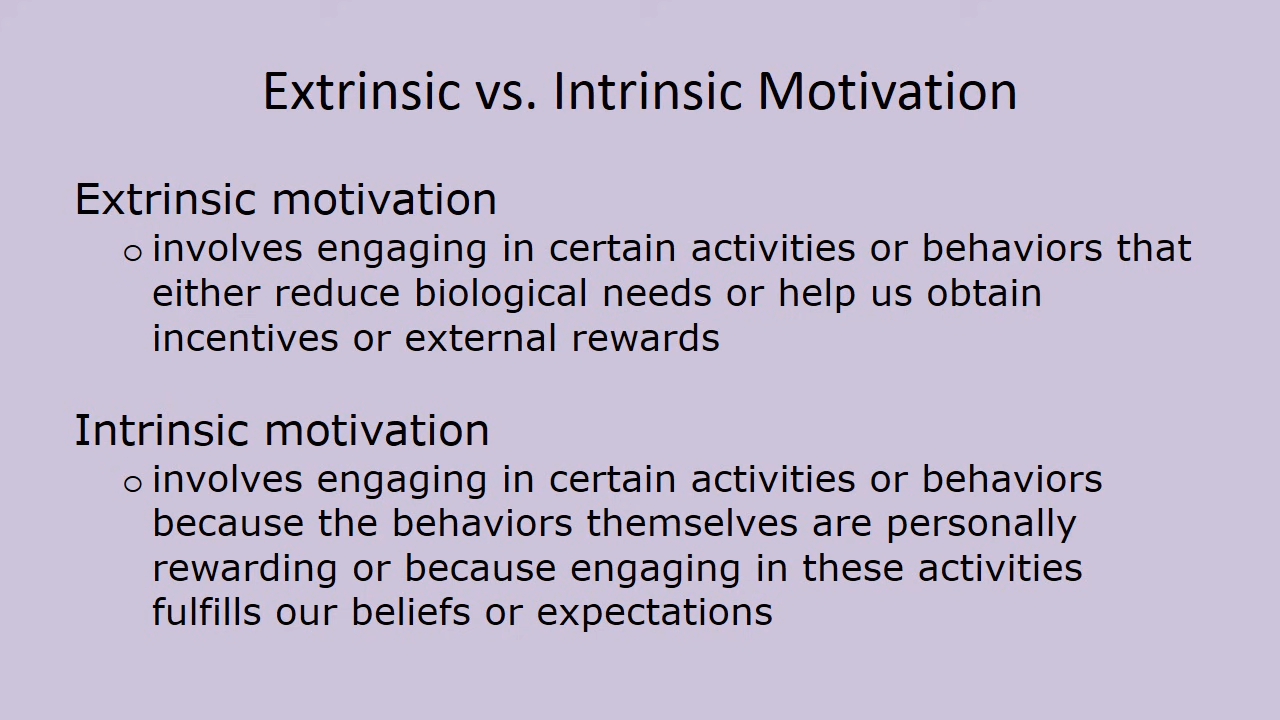 Extrinsic vs. Intrinsic Motivation
Extrinsic motivation
○ involves engaging in certain activities or behaviors that
either reduce biological needs or help us obtain
incentives or external rewards
Intrinsic motivation
○ involves engaging in certain activities or behaviors
because the behaviors themselves are personally
rewarding or because engaging in these activities
fulfills our beliefs or expectations